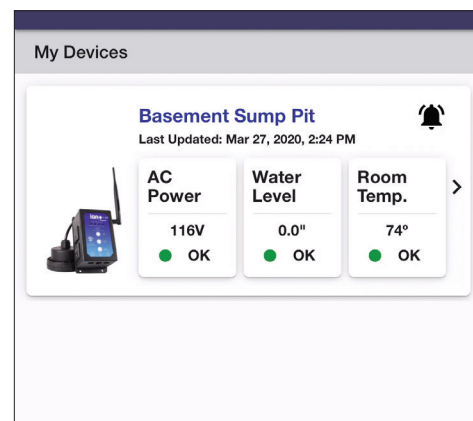 My Devices
Basement Sump Pit
Last Updated: Mar 27, 2020, 2:24 PM
AC
Power
116V
OK
Water
Level
0.0"
OK
Room
Temp.
74°
OK